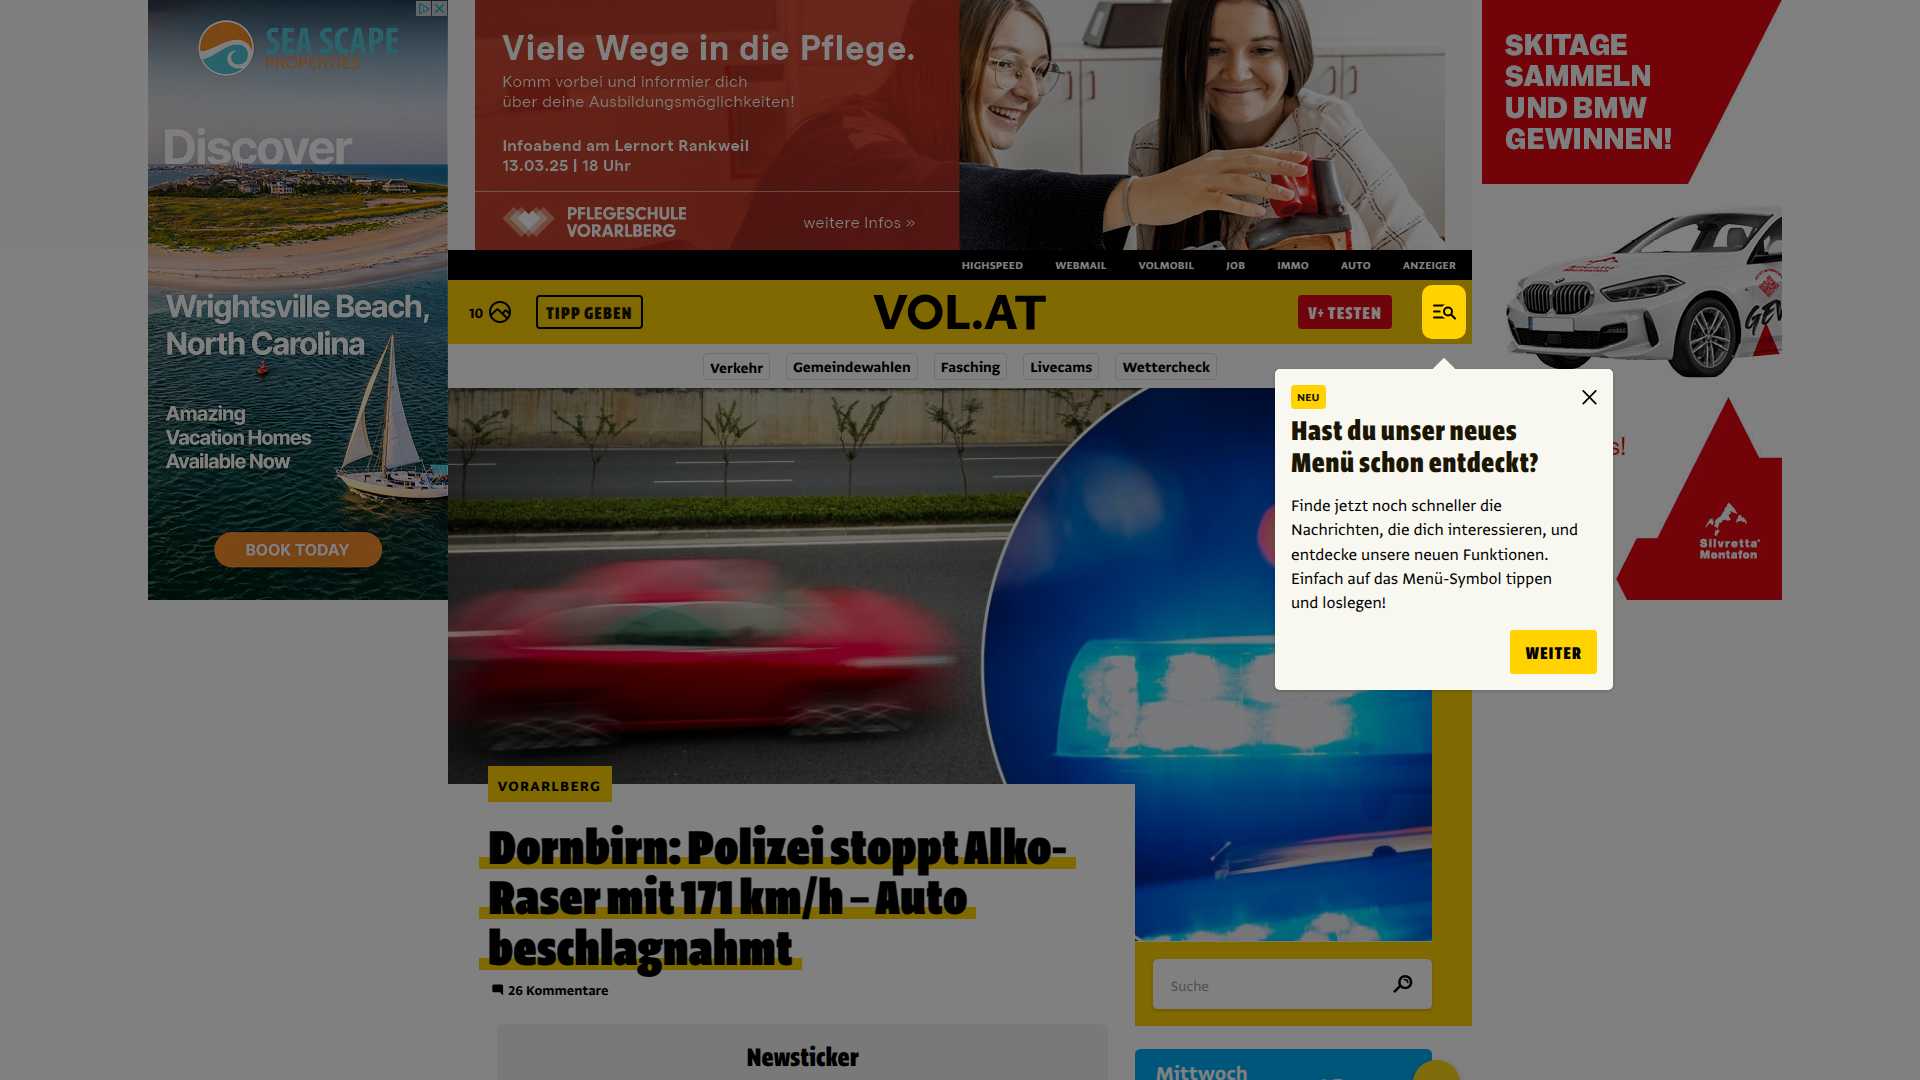 SEA SCAPE
PROPERTIES
Discover
Wrightsville Beach,
North Carolina
Amazing
Vacation Homes
Available Now
BOOK TODAY
Viele Wege in die Pflege.
Komm vorbei und informier dich
über deine Ausbildungsmöglichkeiten!
Infoabend am Lernort Rankweil
13.03.25 | 18 Uhr
PFLEGESCHULE
VORARLBERG
weitere Infos »
SKITAGE
SAMMELN
UND BMW
GEWINNEN!
s!
Silvretta
Montafon
HIGHSPEED WEBMAIL VOLMOBIL JOB IMMO AUTO ANZEIGER
10 TIPP GEBEN VOL.AT V+ TESTEN
Verkehr Gemeindewahlen Fasching Livecams Wettercheck
NEU
Hast du unser neues
Menü schon entdeckt?
Finde jetzt noch schneller die
Nachrichten, die dich interessieren, und
entdecke unsere neuen Funktionen.
Einfach auf das Menü-Symbol tippen
und loslegen!
WEITER
VORARLBERG
Dornbirn: Polizei stoppt Alko-
Raser mit 171 km/h – Auto
beschlagnahmt
26 Kommentare
Suche
Newsticker
Mittwoch